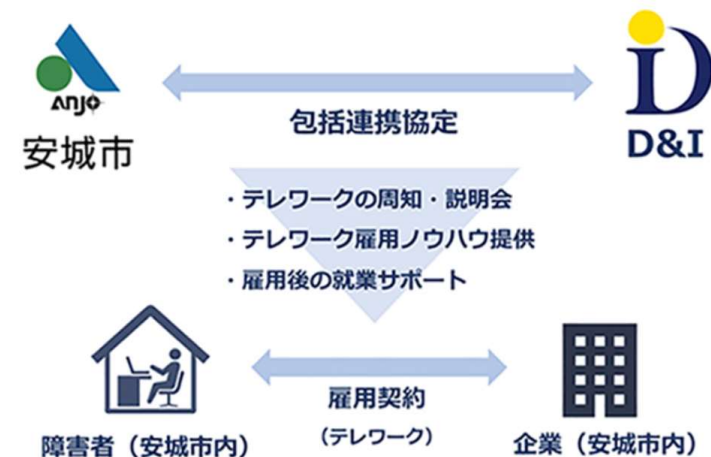 ANJO
安城市
包括連携協定
D&I
・テレワークの周知・説明会
・テレワーク雇用ノウハウ提供
・雇用後の就業サポート
雇用契約
（テレワーク）
障害者（安城市内）
企業（安城市内）